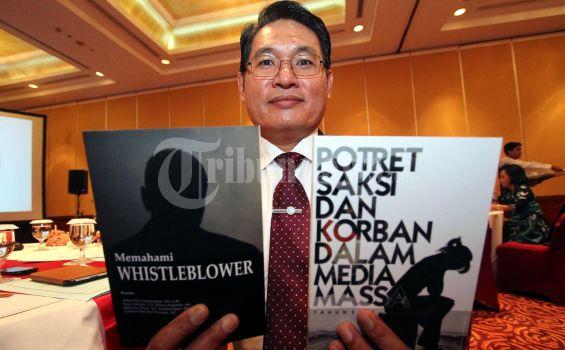 Tribun
Memahami
WHISTLEBLOWER
POTRET
SAKSI
DAN
KORBAN
DALAM
MEDIA
MASSA